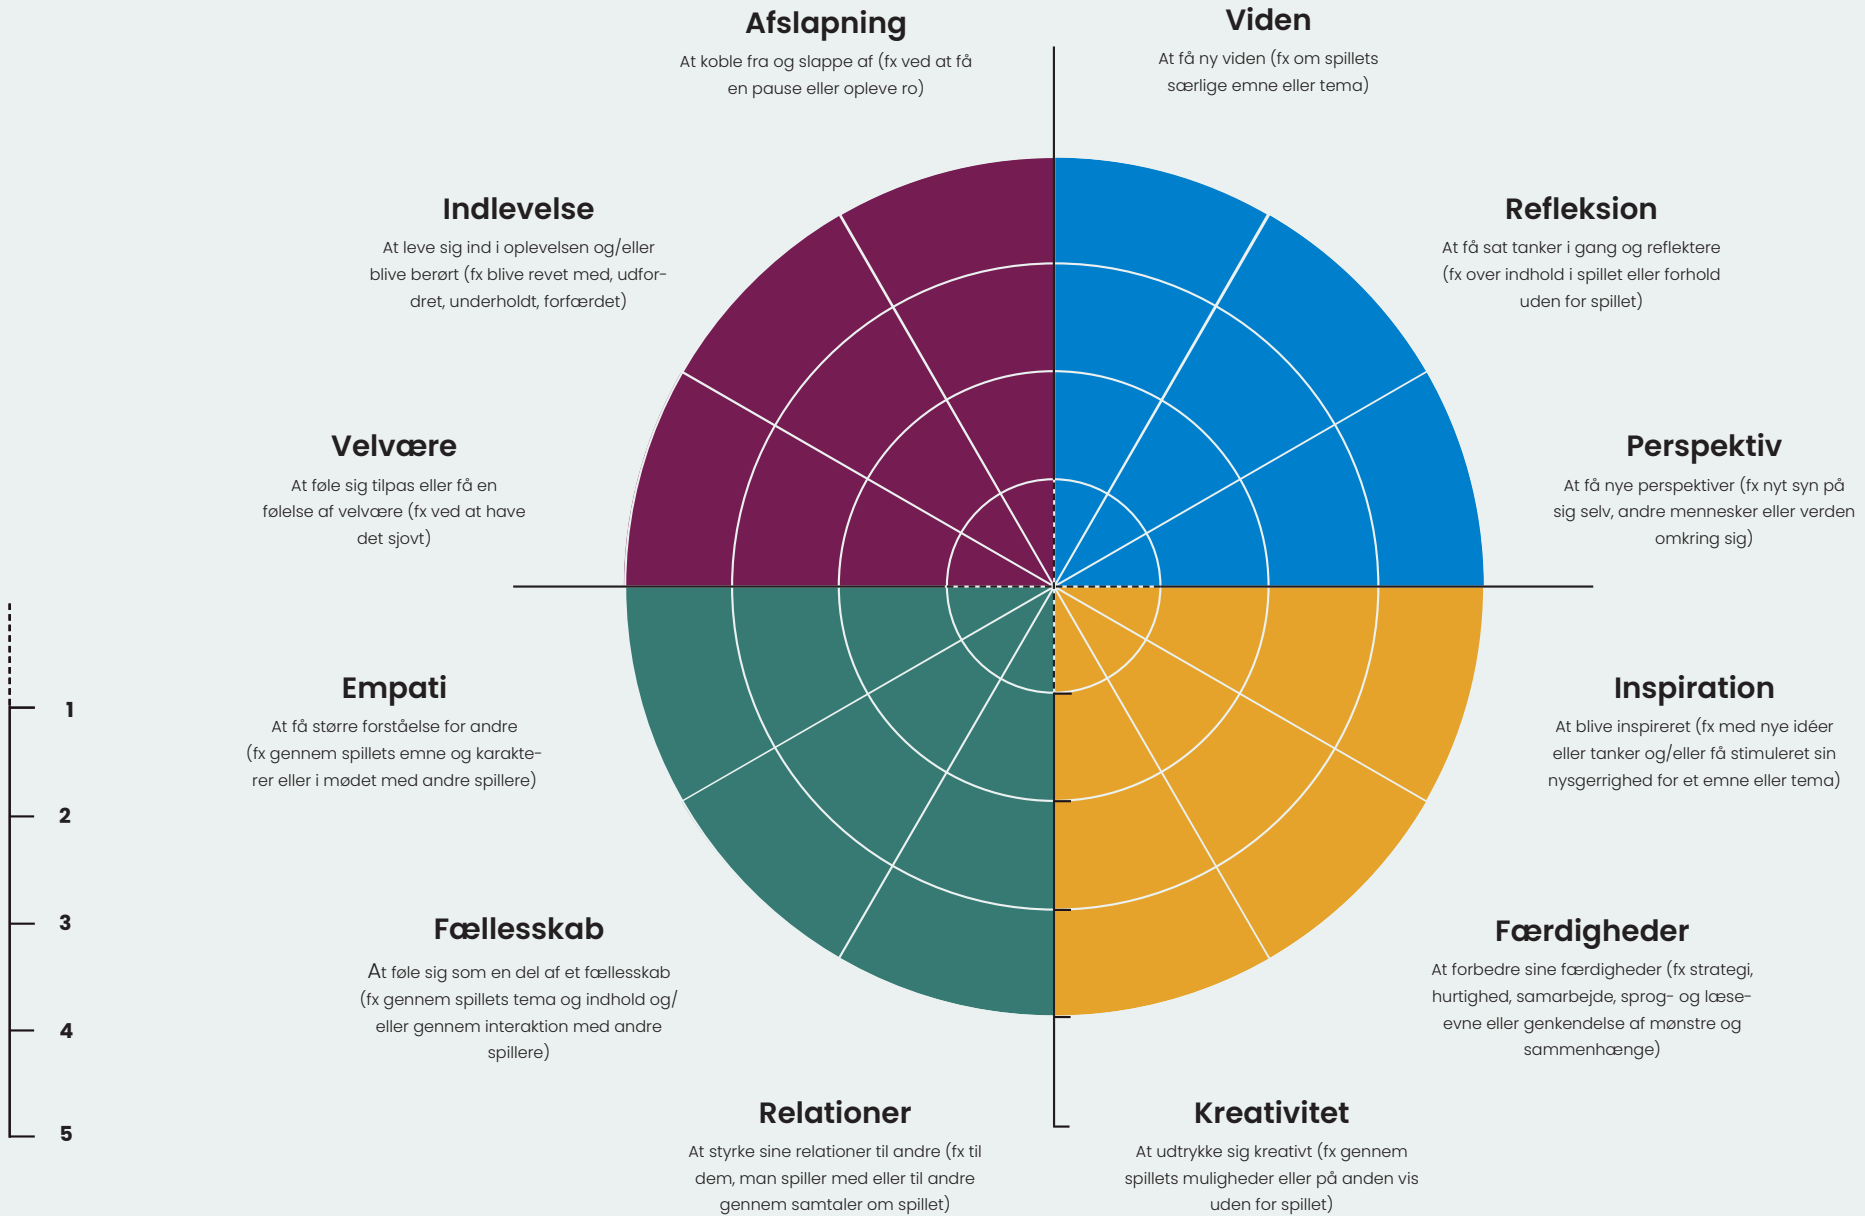 Afslapning
At koble fra og slappe af (fx ved at få
en pause eller opleve ro)
Viden
At få ny viden (fx om spillets
særlige emne eller tema)
Indlevelse
At leve sig ind i oplevelsen og/eller
blive berørt (fx blive revet med, udfor-
dret, underholdt, forfærdet)
Refleksion
At få sat tanker i gang og reflektere
(fx over indhold i spillet eller forhold
uden for spillet)
Velvære
At føle sig tilpas eller få en
følelse af velvære (fx ved at have
det sjovt)
Perspektiv
At få nye perspektiver (fx nyt syn på
sig selv, andre mennesker eller verden
omkring sig)
Empati
At få større forståelse for andre
(fx gennem spillets emne og karakte-
rer eller i mødet med andre spillere)
Inspiration
At blive inspireret (fx med nye idéer
eller tanker og/eller få stimuleret sin
nysgerrighed for et emne eller tema)
Fællesskab
At føle sig som en del af et fællesskab
(fx gennem spillets tema og indhold og/
eller gennem interaktion med andre
spillere)
Færdigheder
At forbedre sine færdigheder (fx strategi,
hurtighed, samarbejde, sprog- og læse-
evne eller genkendelse af mønstre og
sammenhænge)
Relationer
At styrke sine relationer til andre (fx til
dem, man spiller med eller til andre
gennem samtaler om spillet)
Kreativitet
At udtrykke sig kreativt (fx gennem
spillets muligheder eller på anden vis
uden for spillet)
1
2
3
4
5